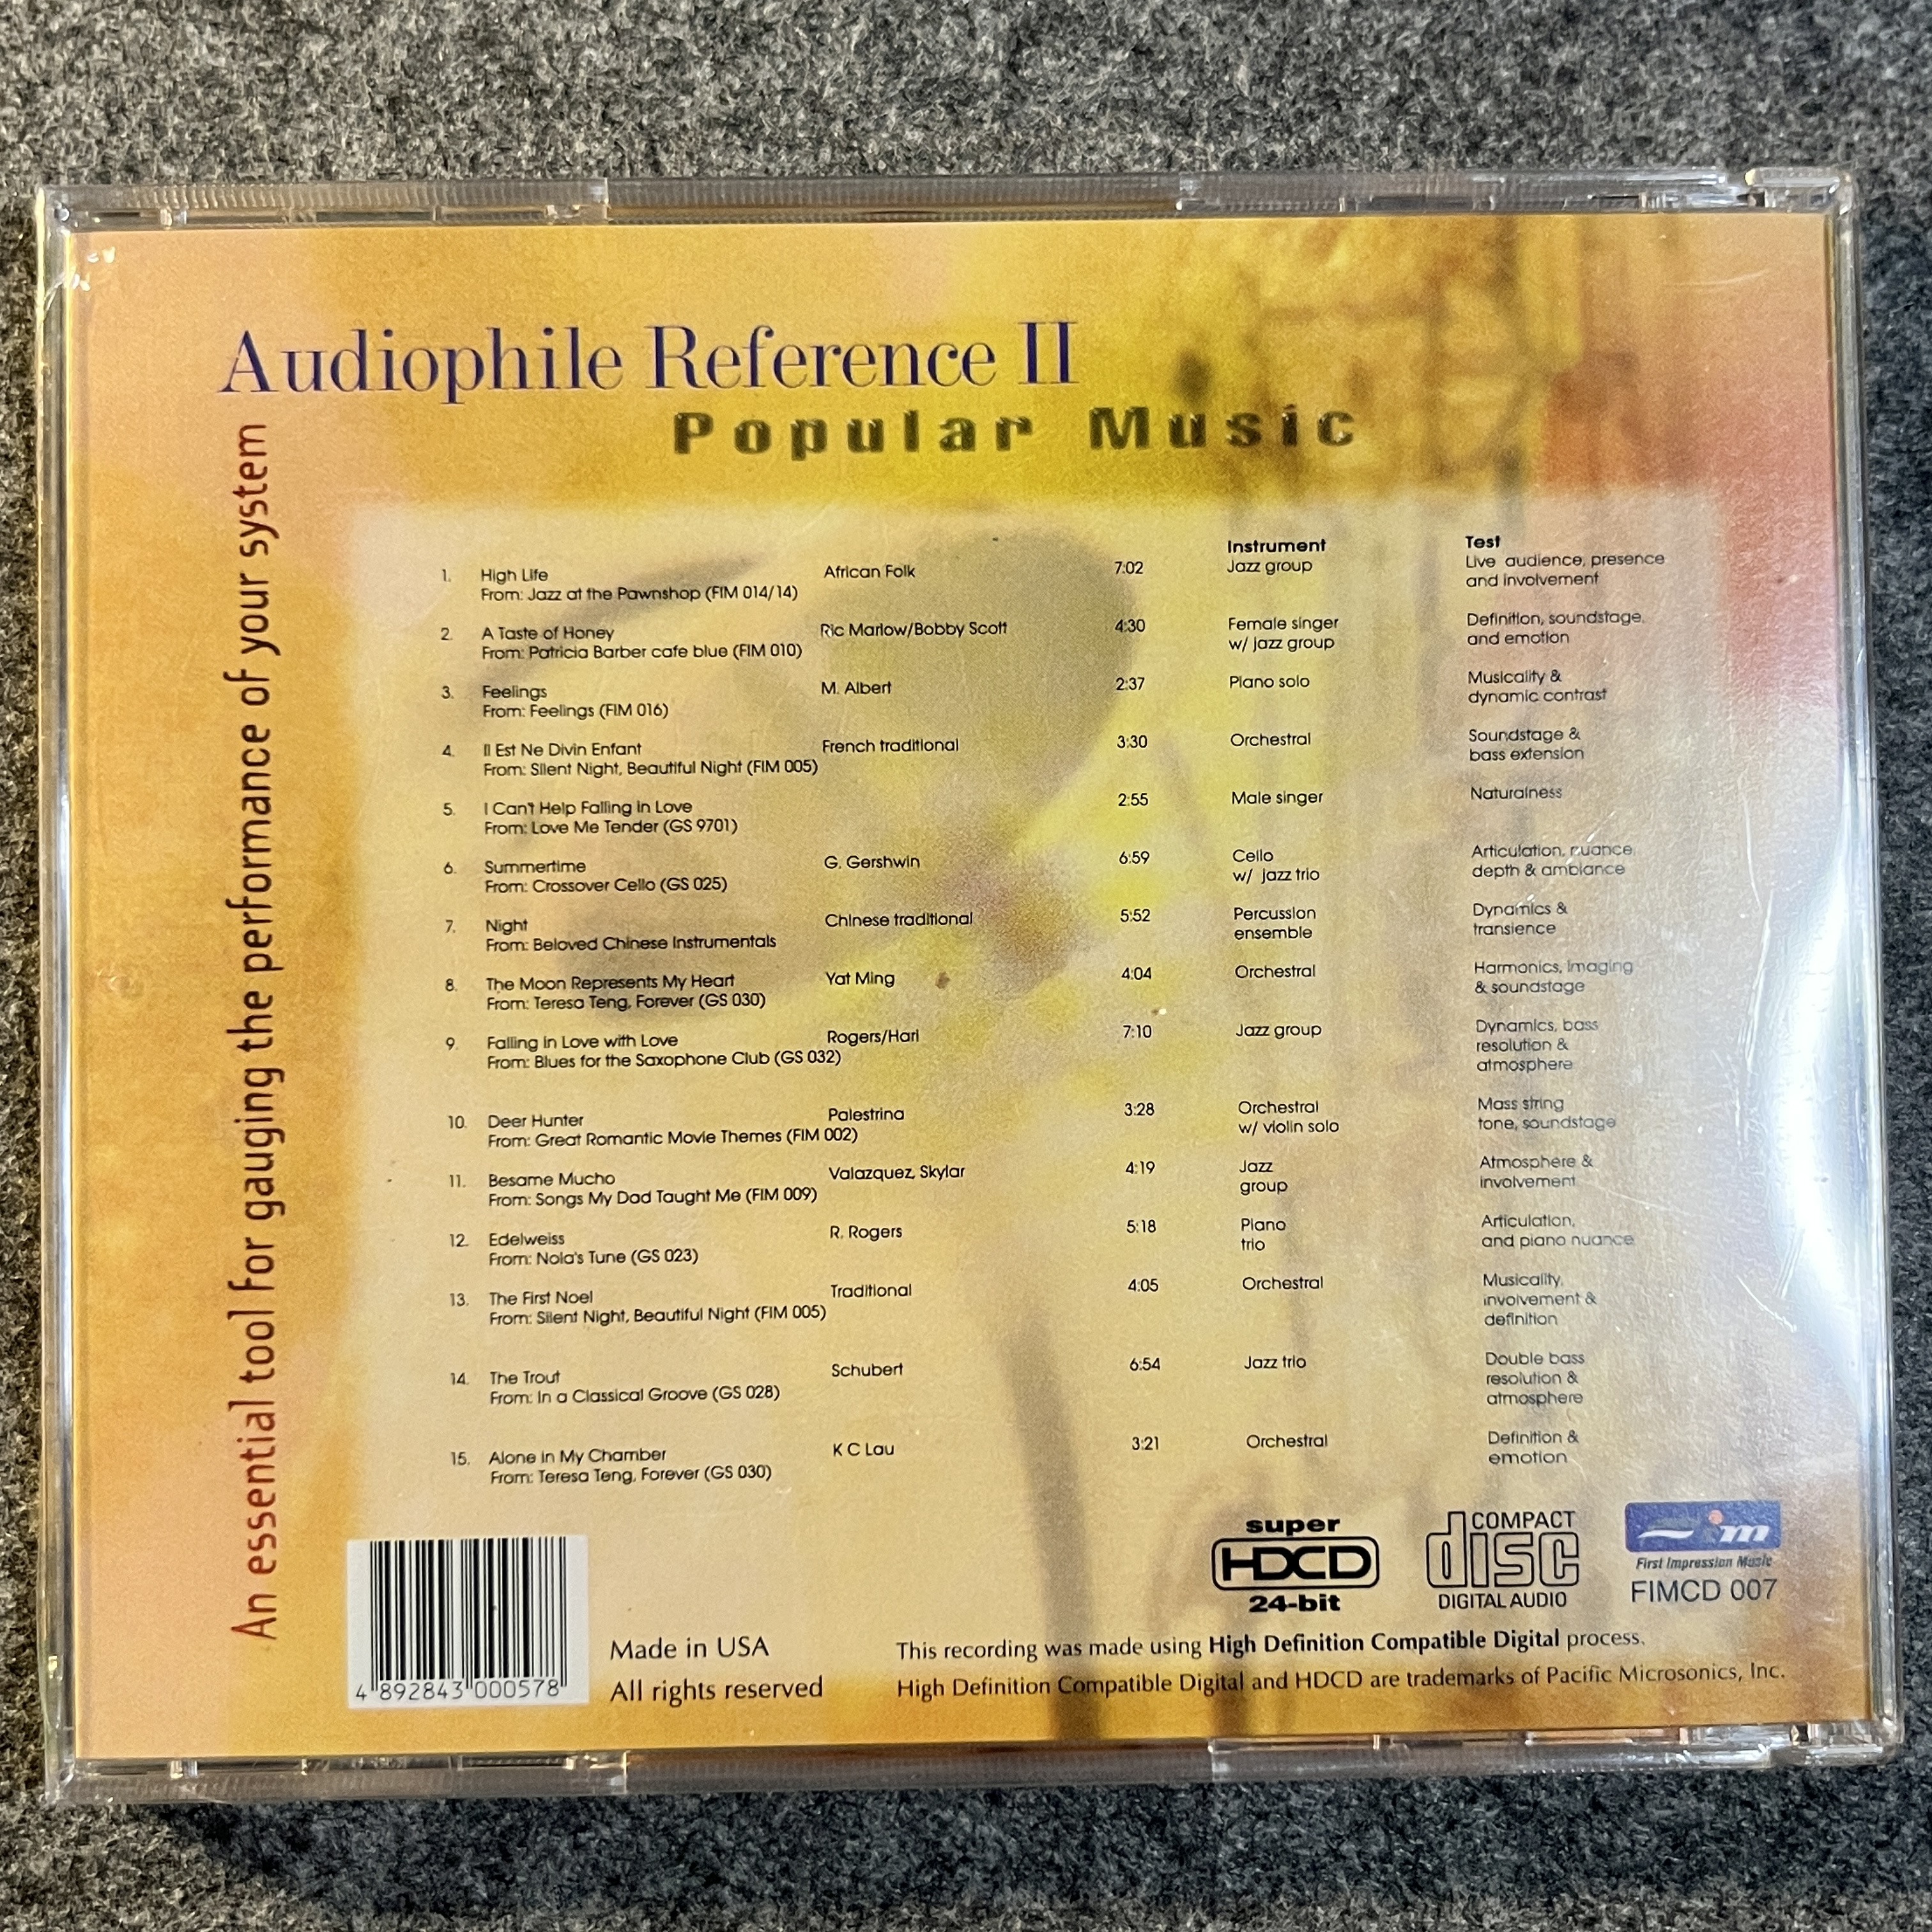 Audiophile Reference II
Popular Music
An essential tool for gauging the performance of your system
Instrument Test
1. High Life African Folk 7:02 Jazz group Live audience, presence
From: Jazz at the Pawnshop (FIM 014/14) and involvement
2. A Taste of Honey Ric Marlow/Bobby Scott 4:30 Female singer Definition, soundstage,
From: Patricia Barber cafe blue (FIM 010) w/ jazz group and emotion
3. Feelings M. Albert 2:37 Piano solo Musicality &
From: Feelings (FIM 016) dynamic contrast
4. Il Est Ne Divin Enfant French traditional 3:30 Orchestral Soundstage &
From: Silent Night, Beautiful Night (FIM 005) bass extension
5. I Can't Help Falling in Love 2:55 Male singer Naturalness
From: Love Me Tender (GS 9701)
6. Summertime G. Gershwin 6:59 Cello Articulation, nuance,
From: Crossover Cello (GS 025) w/ jazz trio depth & ambiance
7. Night Chinese traditional 5:52 Percussion Dynamics &
From: Beloved Chinese Instrumentals ensemble transience
8. The Moon Represents My Heart Yat Ming 4:04 Orchestral Harmonics, imaging
From: Teresa Teng, Forever (GS 030) & soundstage
9. Falling in Love with Love Rogers/Harl 7:10 Jazz group Dynamics, bass
From: Blues for the Saxophone Club (GS 032) resolution &
atmosphere
10. Deer Hunter Palestrina 3:28 Orchestral Mass string
From: Great Romantic Movie Themes (FIM 002) w/ violin solo tone, soundstage
11. Besame Mucho Valazquez, Skylar 4:19 Jazz Atmosphere &
From: Songs My Dad Taught Me (FIM 009) group involvement
12. Edelweiss R. Rogers 5:18 Piano Articulation,
From: Nola's Tune (GS 023) trio and piano nuance
13. The First Noel Traditional 4:05 Orchestral Musicality,
From: Silent Night, Beautiful Night (FIM 005) involvement &
definition
14. The Trout Schubert 6:54 Jazz trio Double bass
From: In a Classical Groove (GS 028) resolution &
atmosphere
15. Alone in My Chamber K C Lau 3:21 Orchestral Definition &
From: Teresa Teng, Forever (GS 030) emotion
super
HDCD
24-bit
COMPACT
disc
DIGITAL AUDIO
fim
First Impression Music
FIMCD 007
4 892843 000578
Made in USA
All rights reserved
This recording was made using High Definition Compatible Digital process.
High Definition Compatible Digital and HDCD are trademarks of Pacific Microsonics, Inc.